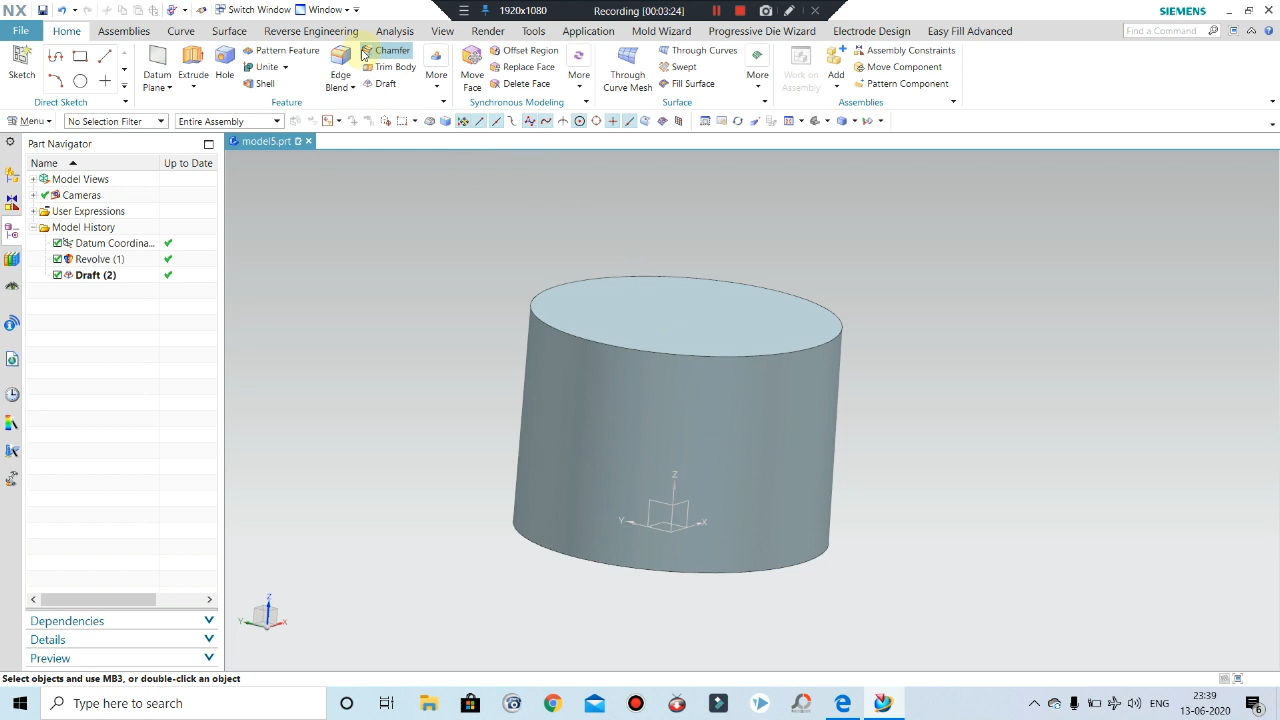 NX Switch Window Window 1920x1080 Recording [00:03:24] SIEMENS
File Home Assemblies Curve Surface Reverse Engineering Analysis View Render Tools Application Mold Wizard Progressive Die Wizard Electrode Design Easy Fill Advanced Find a Command
Sketch
Datum Plane
Extrude
Hole
Pattern Feature
Unite
Shell
Edge Blend
Chamfer
Trim Body
Draft
More
Move Face
Offset Region
Replace Face
Delete Face
More
Through Curve Mesh
Through Curves
Swept
Fill Surface
More
Work on Assembly
Add
Assembly Constraints
Move Component
Pattern Component
Direct Sketch Feature Synchronous Modeling Surface Assemblies
Menu No Selection Filter Entire Assembly
Part Navigator model5.prt
Name Up to Date
Model Views
Cameras
User Expressions
Model History
Datum Coordina...
Revolve (1)
Draft (2)
Z
Y X
Z
Y X
Dependencies
Details
Preview
Select objects and use MB3, or double-click an object
Type here to search
ENG
23:39
13-06-2020
6